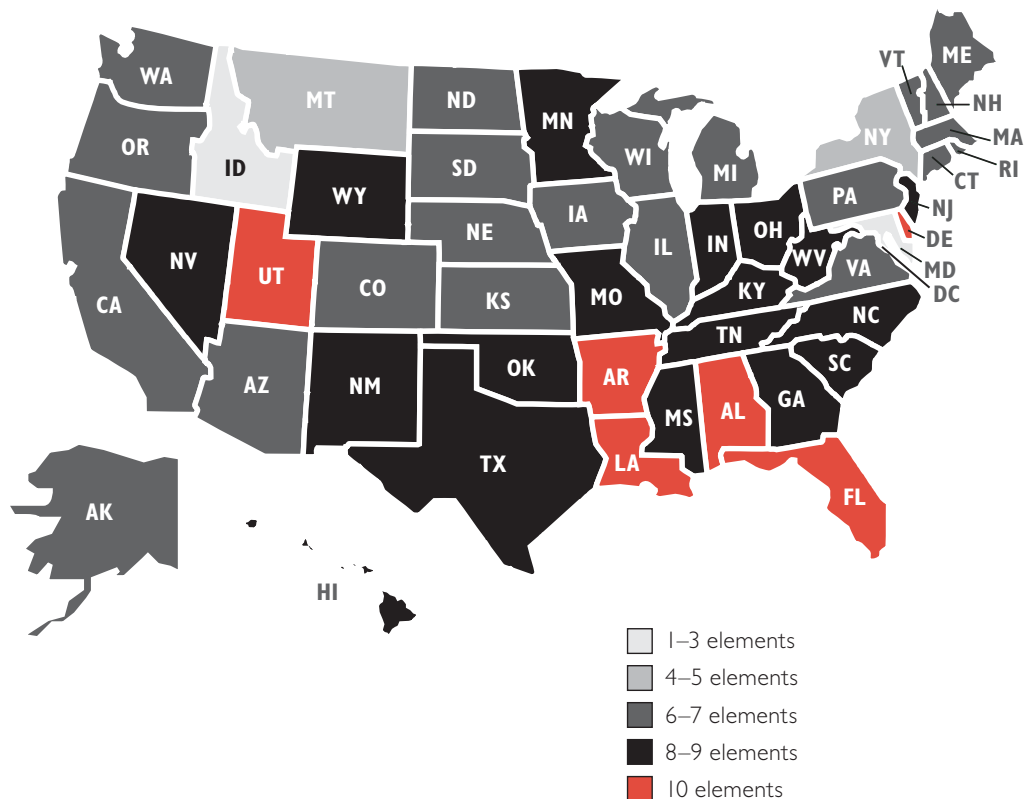 WA
MT
ND
MN
VT
ME
NH
MA
RI
CT
NY
OR
ID
WY
SD
WI
MI
PA
NJ
DE
MD
DC
NE
IA
IL
IN
OH
WV
VA
NV
UT
CO
KS
MO
KY
NC
CA
AZ
NM
OK
AR
TN
SC
MS
AL
GA
TX
LA
FL
AK
HI
1–3 elements
4–5 elements
6–7 elements
8–9 elements
10 elements